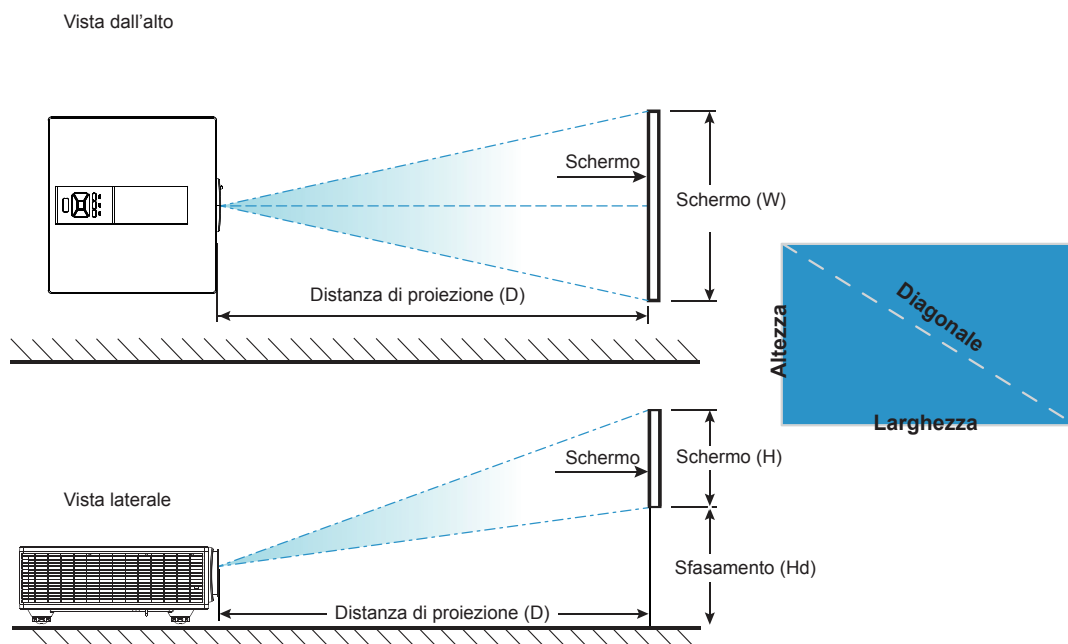 Vista dall'alto
Schermo
Schermo (W)
Distanza di proiezione (D)
Altezza
Diagonale
Larghezza
Schermo
Schermo (H)
Vista laterale
Sfasamento (Hd)
Distanza di proiezione (D)